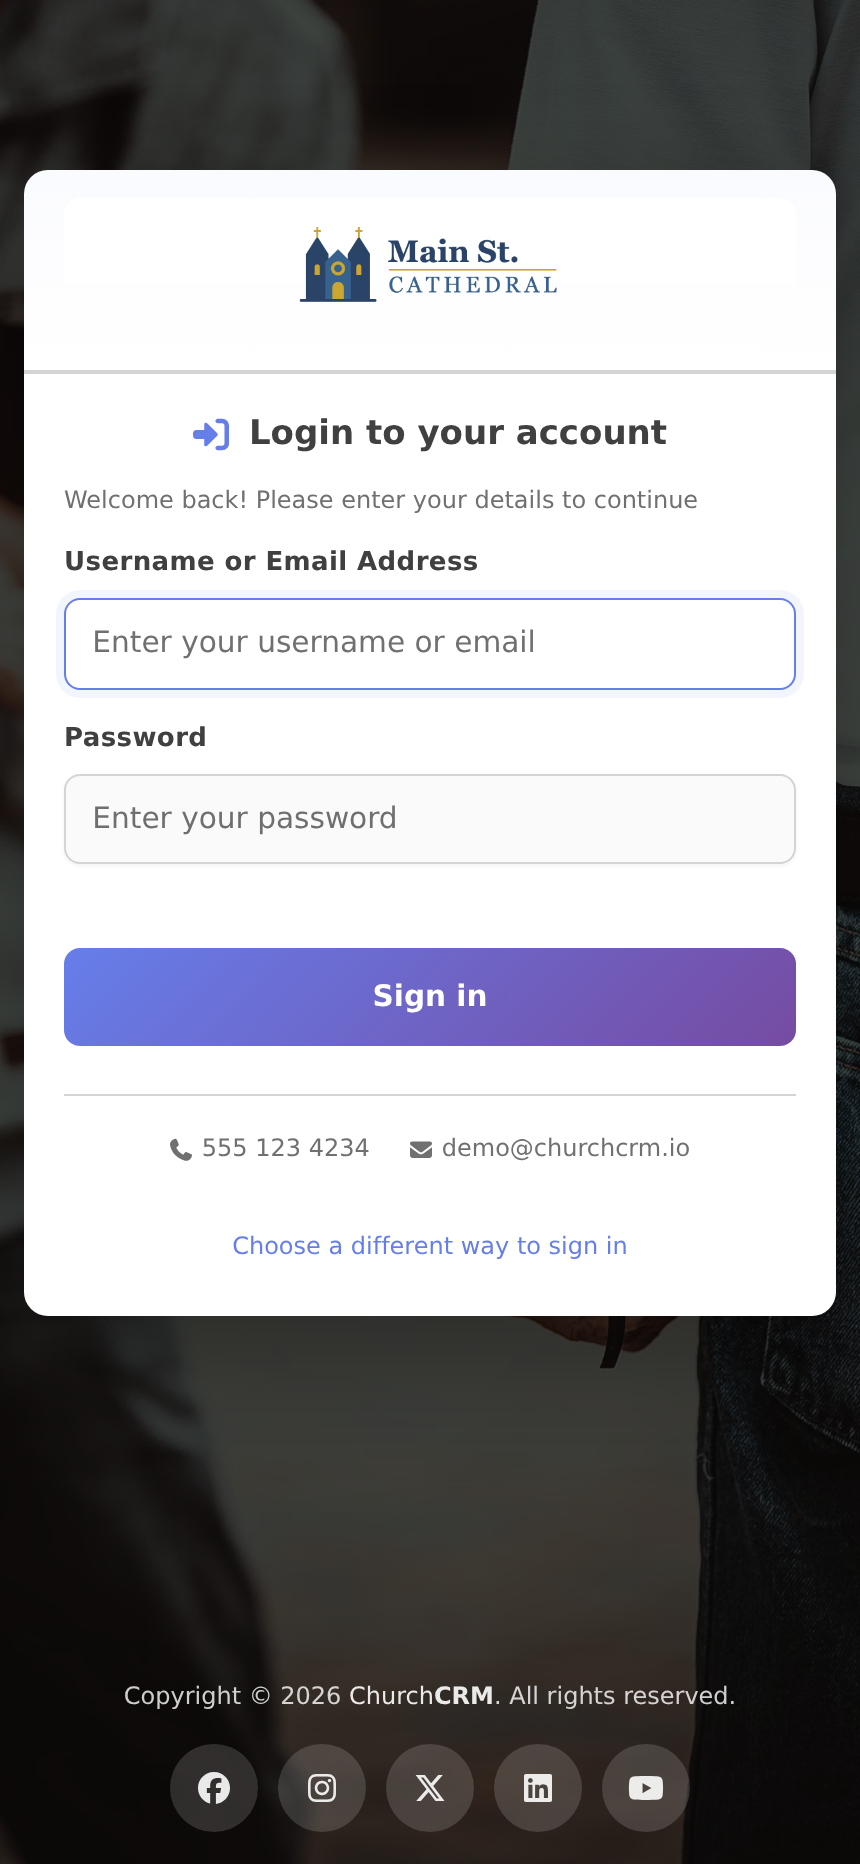 Main St.
CATHEDRAL
Login to your account
Welcome back! Please enter your details to continue
Username or Email Address
Enter your username or email
Password
Enter your password
Sign in
555 123 4234 demo@churchcrm.io
Choose a different way to sign in
Copyright © 2026 ChurchCRM. All rights reserved.